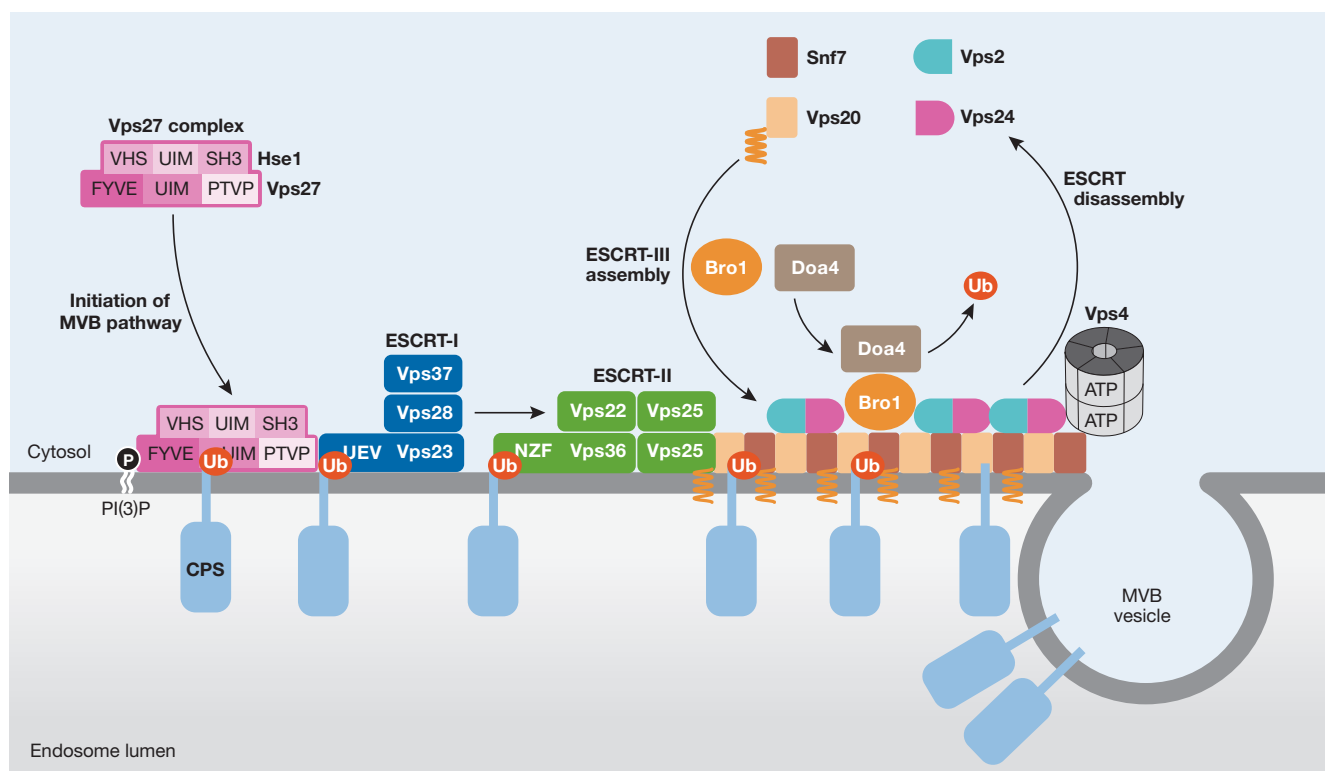 Snf7
Vps2
Vps20
Vps24
Vps27 complex
VHS UIM SH3 Hse1
FYVE UIM PTVP Vps27
ESCRT
disassembly
ESCRT-III
assembly
Bro1
Doa4
Ub
Initiation of
MVB pathway
Vps4
ESCRT-I
Vps37
Doa4
ESCRT-II
ATP
Vps28
Vps22 Vps25
Bro1
ATP
VHS UIM SH3
Cytosol
P
FYVE UIM PTVP
UEV Vps23
NZF Vps36 Vps25
Ub
Ub
Ub
Ub
Ub
PI(3)P
CPS
MVB
vesicle
Endosome lumen